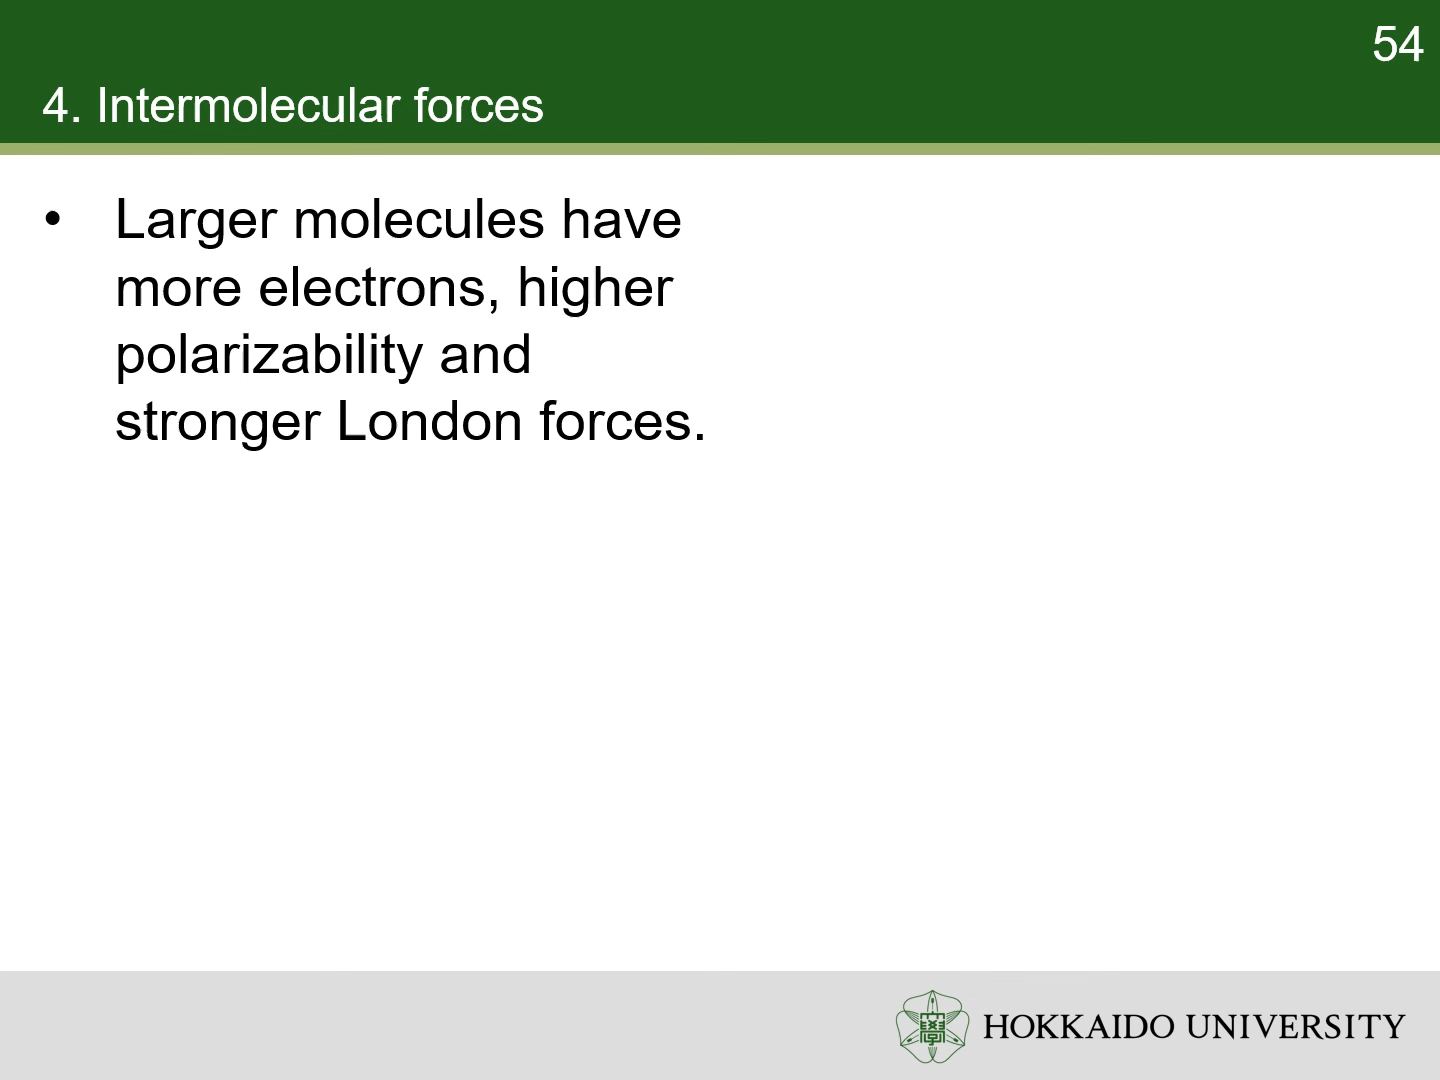 54
4. Intermolecular forces
• Larger molecules have
more electrons, higher
polarizability and
stronger London forces.
HOKKAIDO UNIVERSITY